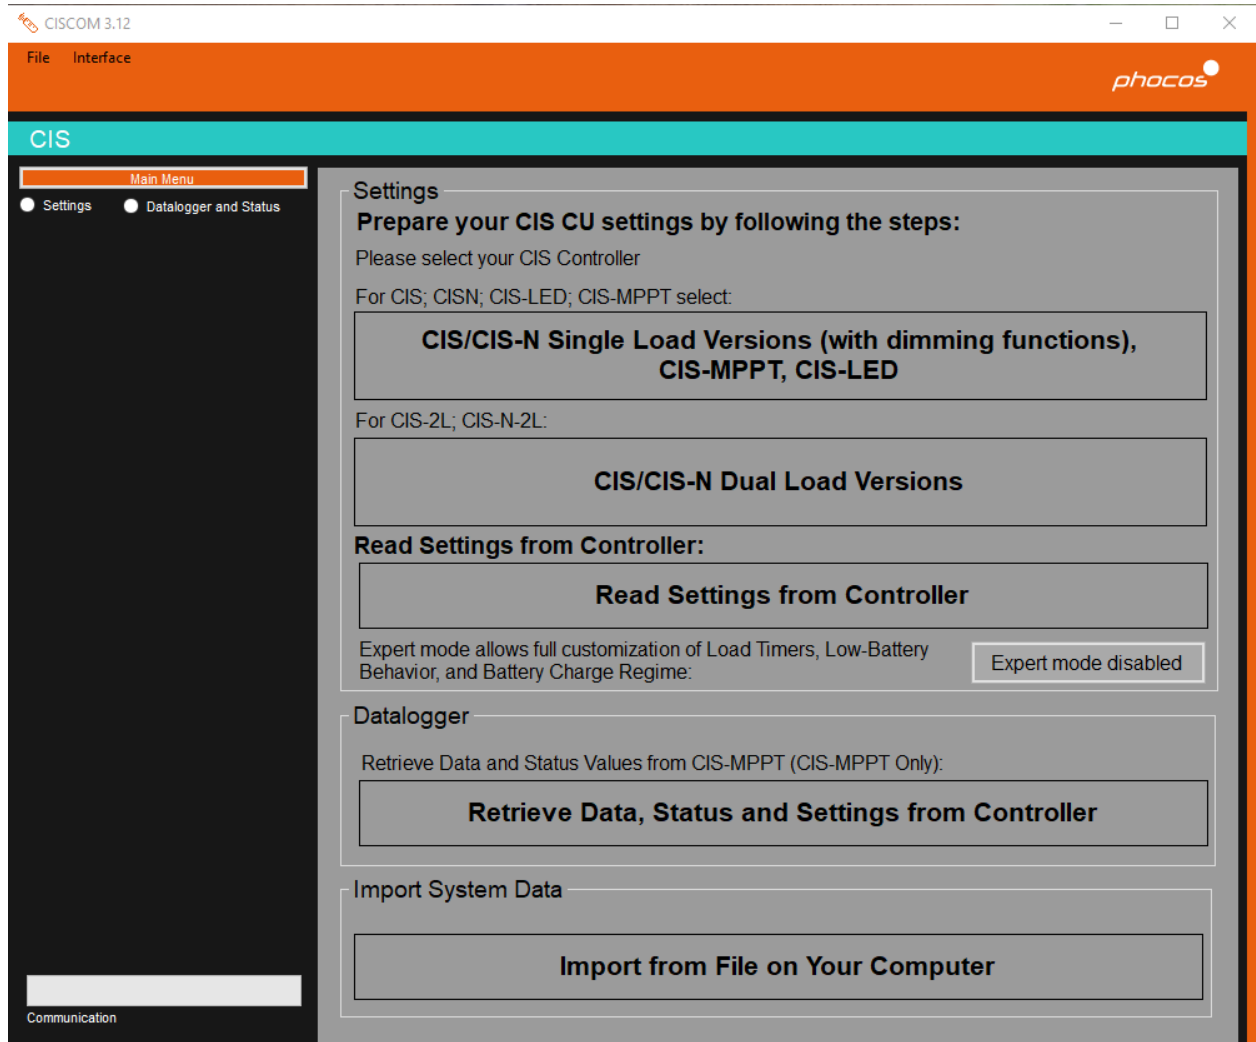 CISCOM 3.12
File Interface
phocos
CIS
Main Menu
Settings Datalogger and Status
Settings
Prepare your CIS CU settings by following the steps:
Please select your CIS Controller
For CIS; CISN; CIS-LED; CIS-MPPT select:
CIS/CIS-N Single Load Versions (with dimming functions),
CIS-MPPT, CIS-LED
For CIS-2L; CIS-N-2L:
CIS/CIS-N Dual Load Versions
Read Settings from Controller:
Read Settings from Controller
Expert mode allows full customization of Load Timers, Low-Battery
Behavior, and Battery Charge Regime:
Expert mode disabled
Datalogger
Retrieve Data and Status Values from CIS-MPPT (CIS-MPPT Only):
Retrieve Data, Status and Settings from Controller
Import System Data
Import from File on Your Computer
Communication